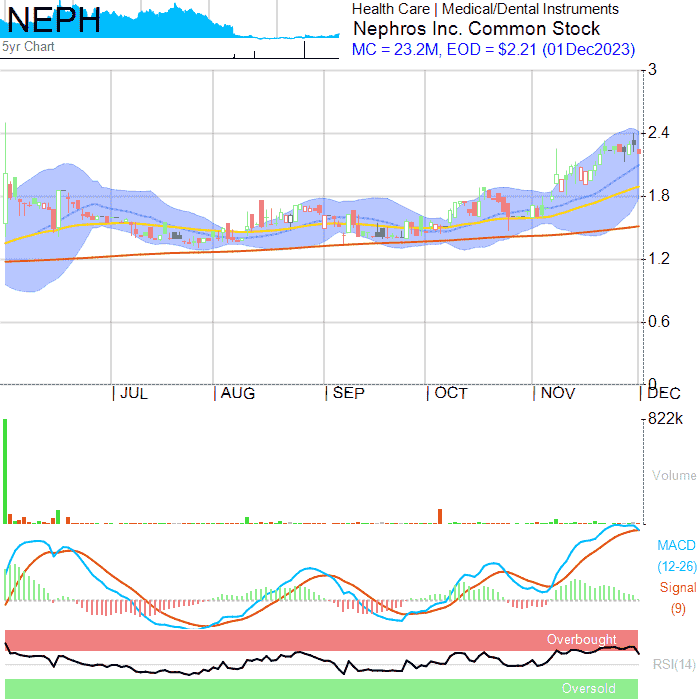 NEPH
5yr Chart
Health Care | Medical/Dental Instruments
Nephros Inc. Common Stock
MC = 23.2M, EOD = $2.21 (01Dec2023)
3
2.4
1.8
1.2
0.6
0
JUL
AUG
SEP
OCT
NOV
DEC
822k
Volume
MACD
(12-26)
Signal
(9)
Overbought
RSI(14)
Oversold